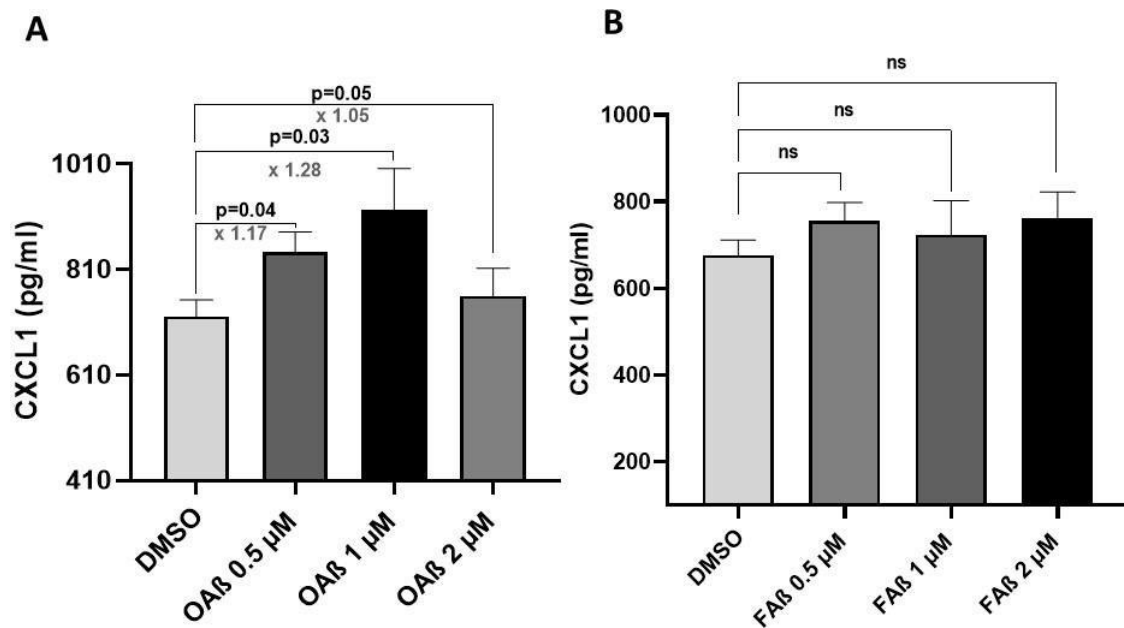 A
p=0.05
x 1.05
p=0.03
x 1.28
p=0.04
x 1.17
CXCL1 (pg/ml)
1010
810
610
410
DMSO
OAß 0.5 µM
OAß 1 µM
OAß 2 µM
B
ns
ns
ns
CXCL1 (pg/ml)
1000
800
600
400
200
DMSO
FAß 0.5 µM
FAß 1 µM
FAß 2 µM